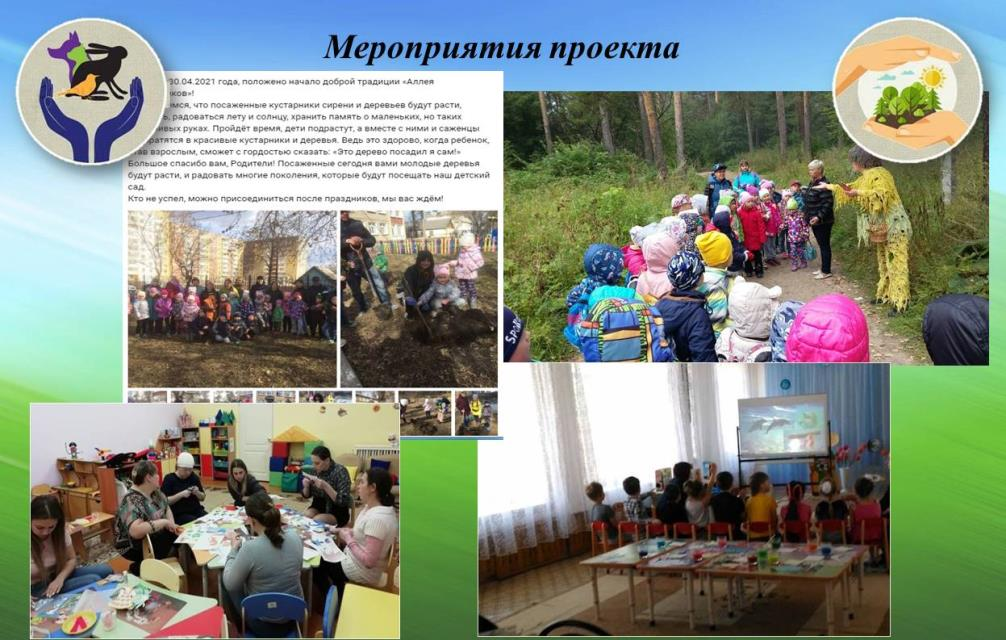 Мероприятия проекта
30.04.2021 года, положено начало доброй традиции «Аллея
что посаженные кустарники сирени и деревьев будут расти,
радоваться лету и солнцу, хранить память о маленьких, но таких
руках. Пройдёт время, дети подрастут, а вместе с ними и саженцы
в красивые кустарники и деревья. Ведь это здорово, когда ребенок,
взрослым, сможет с гордостью сказать: «Это дерево посадил я сам!»
Большое спасибо вам, Родители! Посаженные сегодня вами молодые деревья
будут расти, и радовать многие поколения, которые будут посещать наш детский
сад.
Кто не успел, можно присоединиться после праздников, мы вас ждём!